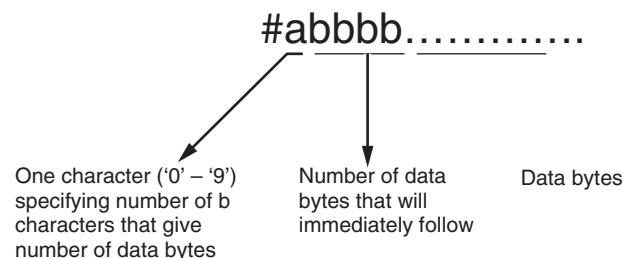 #abbbb.............
One character (‘0’ – ‘9’)
specifying number of b
characters that give
number of data bytes
Number of data
bytes that will
immediately follow
Data bytes